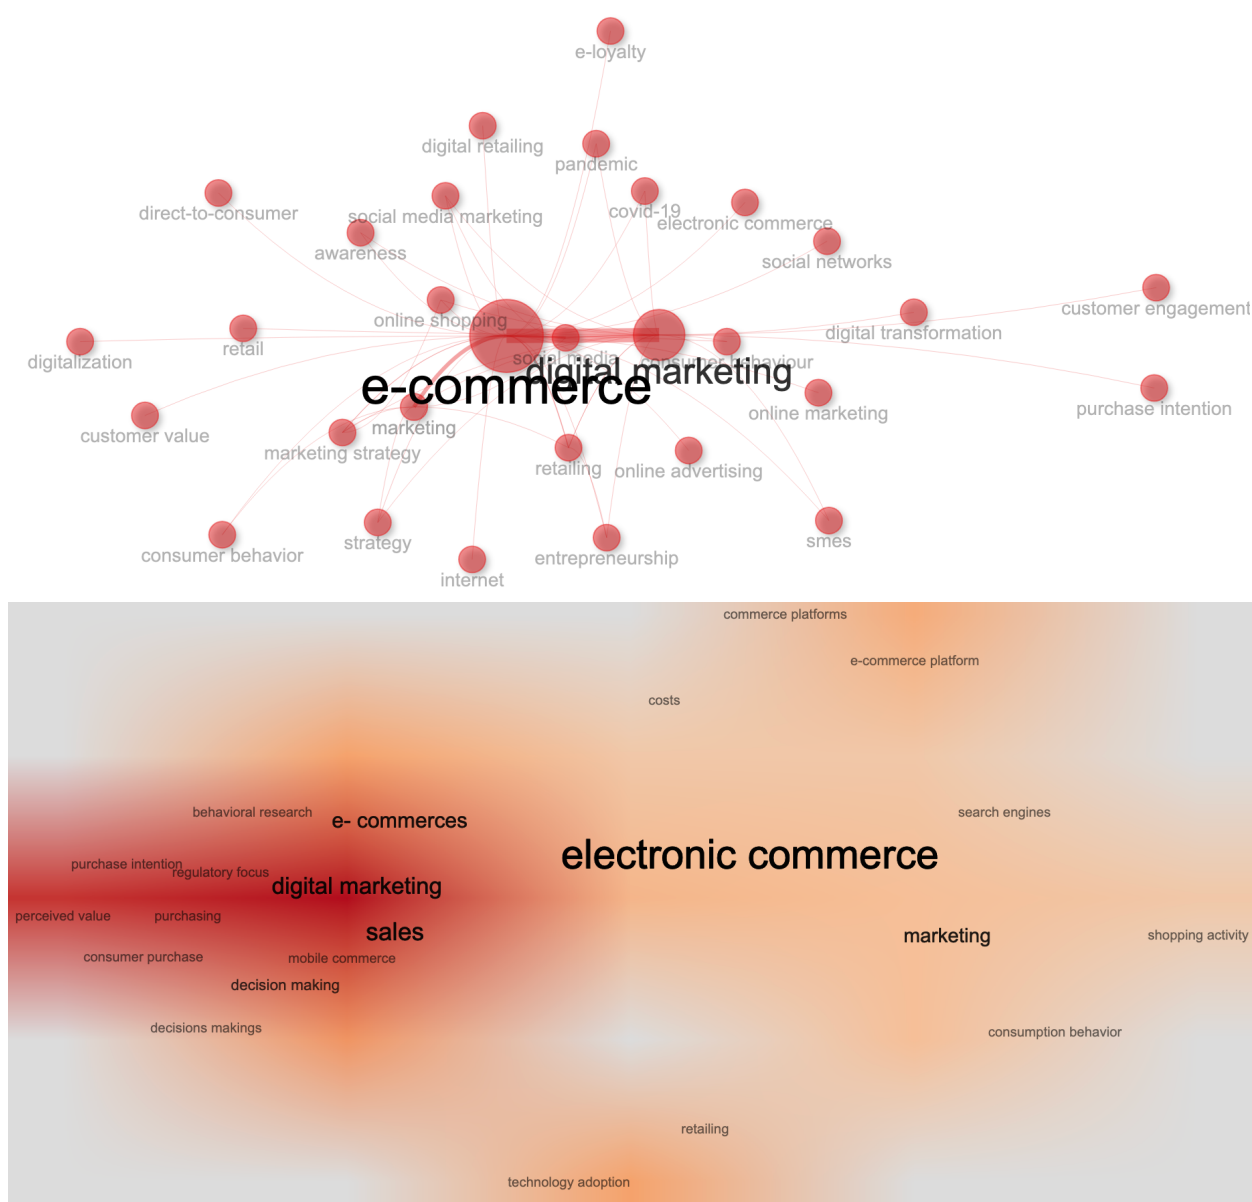 e-loyalty
digital retailing
pandemic
direct-to-consumer
social media marketing
covid-19
electronic commerce
awareness
social networks
customer engagement
online shopping
digital transformation
digitalization
retail
social media
consumer behaviour
digital marketing
e-commerce
online marketing
purchase intention
customer value
marketing
marketing strategy
retailing
online advertising
consumer behavior
strategy
smes
entrepreneurship
internet
commerce platforms
e-commerce platform
costs
behavioral research
e- commerces
search engines
electronic commerce
purchase intention
regulatory focus
digital marketing
perceived value
purchasing
sales
marketing
shopping activity
consumer purchase
mobile commerce
decision making
decisions makings
consumption behavior
retailing
technology adoption